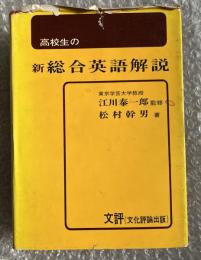 高校生の
新総合英語解説
東京学芸大学教授
江川泰一郎 監修
松村幹男 著
文評[文化評論出版]